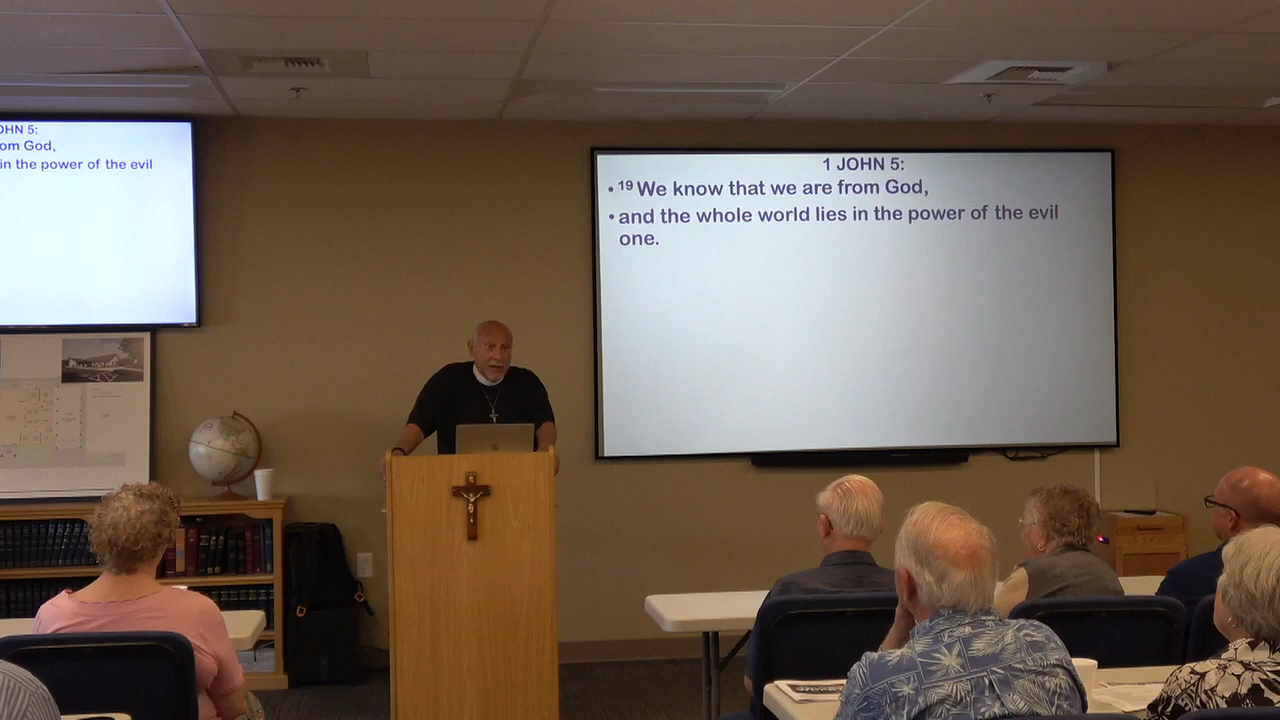 OHN 5:
om God,
in the power of the evil
1 JOHN 5:
• 19 We know that we are from God,
• and the whole world lies in the power of the evil
one.